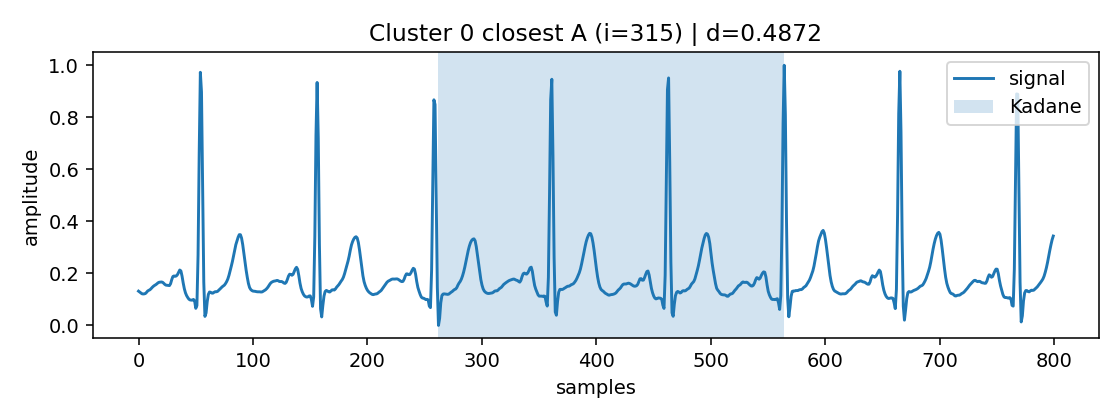 Cluster 0 closest A (i=315) | d=0.4872
signal
Kadane
amplitude
1.0
0.8
0.6
0.4
0.2
0.0
0 100 200 300 400 500 600 700 800
samples